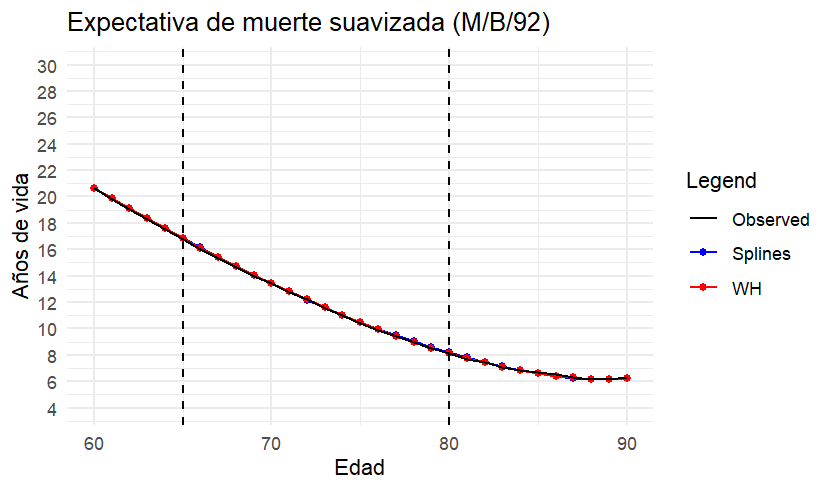 Expectativa de muerte suavizada (M/B/92)
Años de vida
30
28
26
24
22
20
18
16
14
12
10
8
6
4
60
70
80
90
Edad
Legend
Observed
Splines
WH